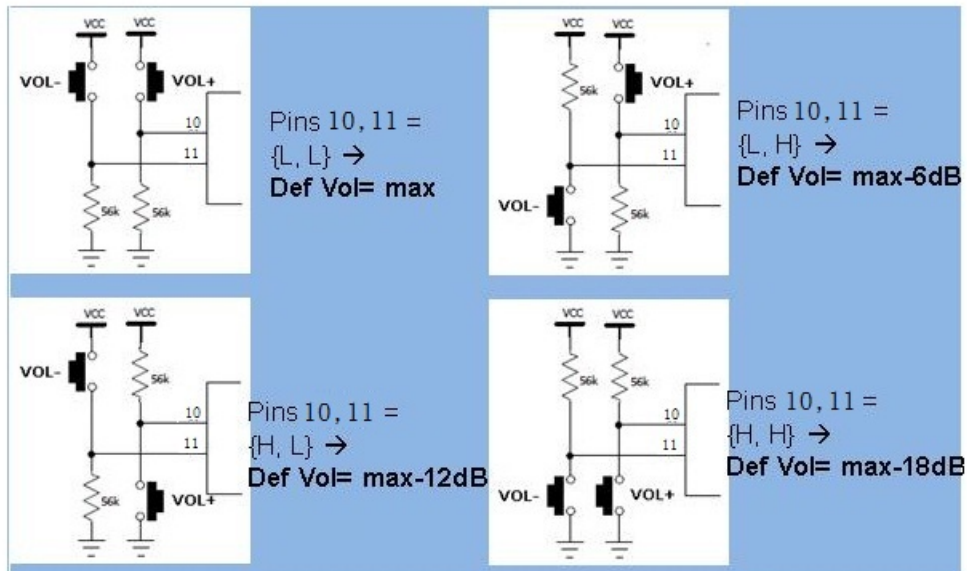 VCC VCC
VOL- VOL+
10
11
56k 56k
Pins 10, 11 =
{L, L} →
Def Vol= max
VCC VCC
56k VOL+
10
11
VOL- 56k
Pins 10, 11 =
{L, H} →
Def Vol= max-6dB
VCC VCC
VOL- 56k
10
11
56k VOL+
Pins 10, 11 =
{H, L} →
Def Vol= max-12dB
VCC VCC
56k 56k
10
11
VOL- VOL+
Pins 10, 11 =
{H, H} →
Def Vol= max-18dB